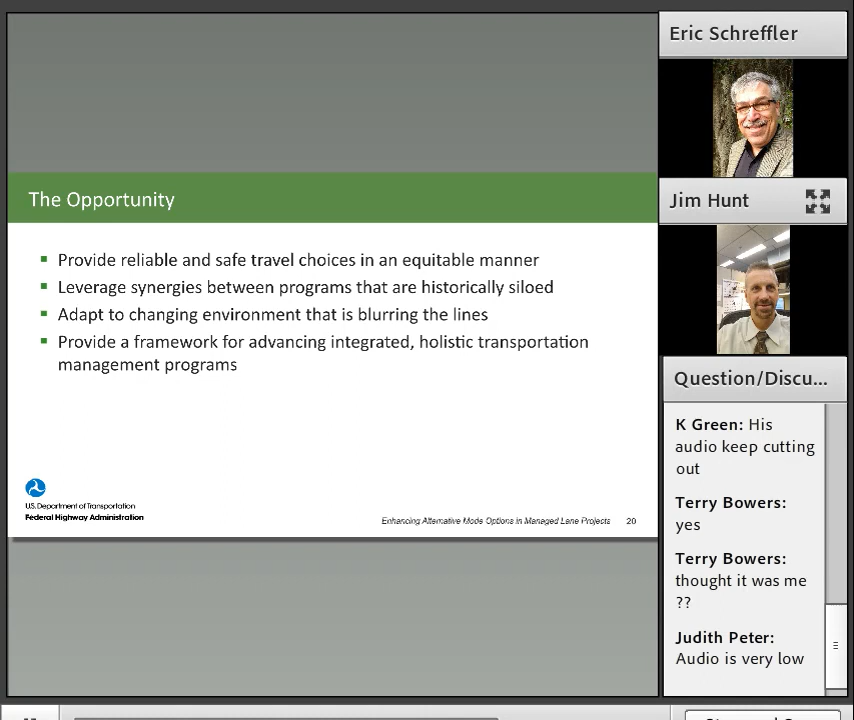 The Opportunity
Provide reliable and safe travel choices in an equitable manner
Leverage synergies between programs that are historically siloed
Adapt to changing environment that is blurring the lines
Provide a framework for advancing integrated, holistic transportation
management programs
U.S. Department of Transportation
Federal Highway Administration
Enhancing Alternative Mode Options in Managed Lane Projects 20
Eric Schreffler
Jim Hunt
Question/Discu...
K Green: His
audio keep cutting
out
Terry Bowers:
yes
Terry Bowers:
thought it was me
??
Judith Peter:
Audio is very low